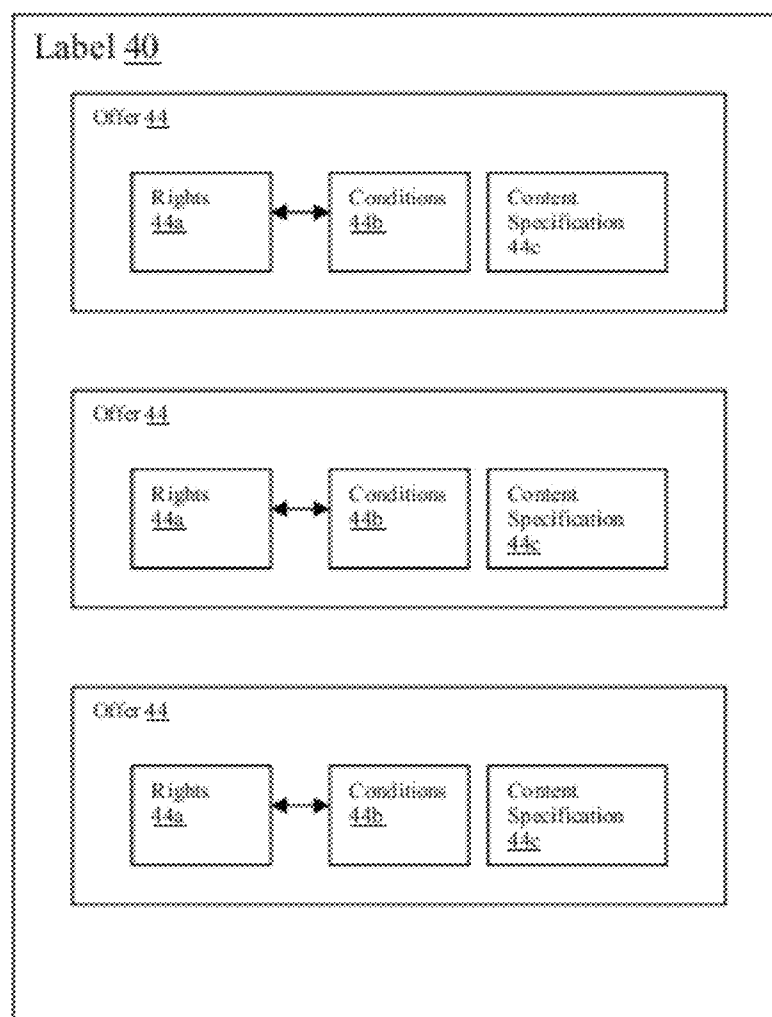 Label 40
Offer 44
Rights
44a
Conditions
44b
Content
Specification
44c
Offer 44
Rights
44a
Conditions
44b
Content
Specification
44c
Offer 44
Rights
44a
Conditions
44b
Content
Specification
44c